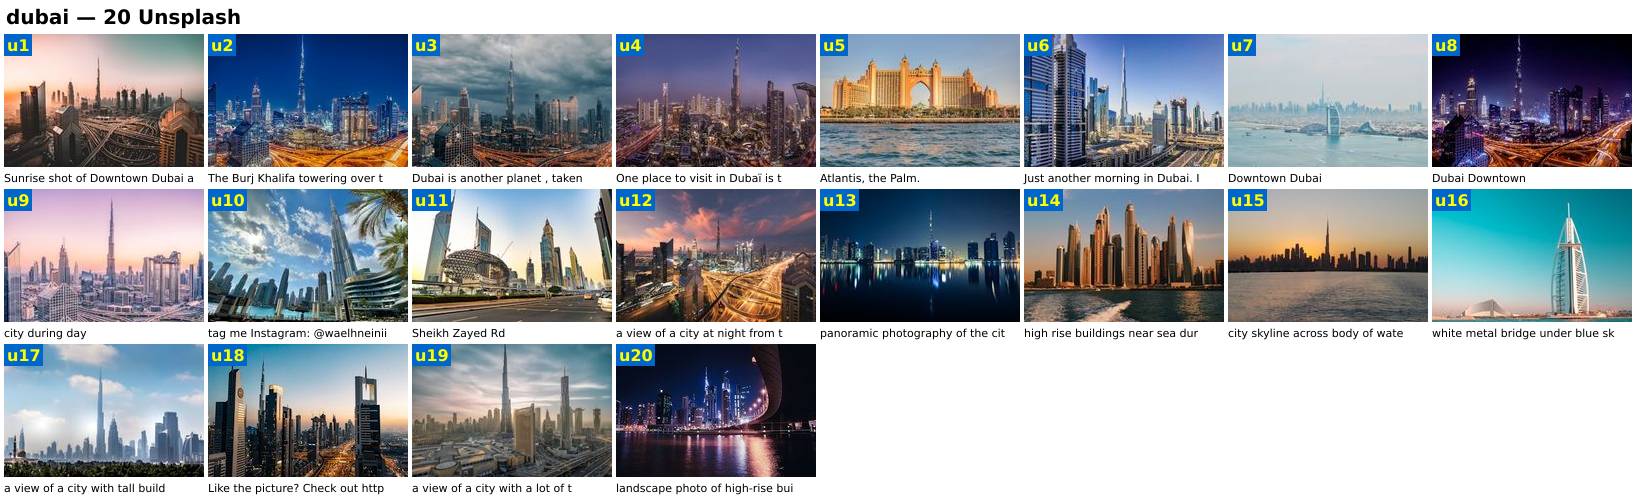 dubai — 20 Unsplash
u1
u2
u3
u4
u5
u6
u7
u8
Sunrise shot of Downtown Dubai a
The Burj Khalifa towering over t
Dubai is another planet , taken
One place to visit in Dubaï is t
Atlantis, the Palm.
Just another morning in Dubai. I
Downtown Dubai
Dubai Downtown
u9
u10
u11
u12
u13
u14
u15
u16
city during day
tag me Instagram: @waelhneinii
Sheikh Zayed Rd
a view of a city at night from t
panoramic photography of the cit
high rise buildings near sea dur
city skyline across body of wate
white metal bridge under blue sk
u17
u18
u19
u20
a view of a city with tall build
Like the picture? Check out http
a view of a city with a lot of t
landscape photo of high-rise bui